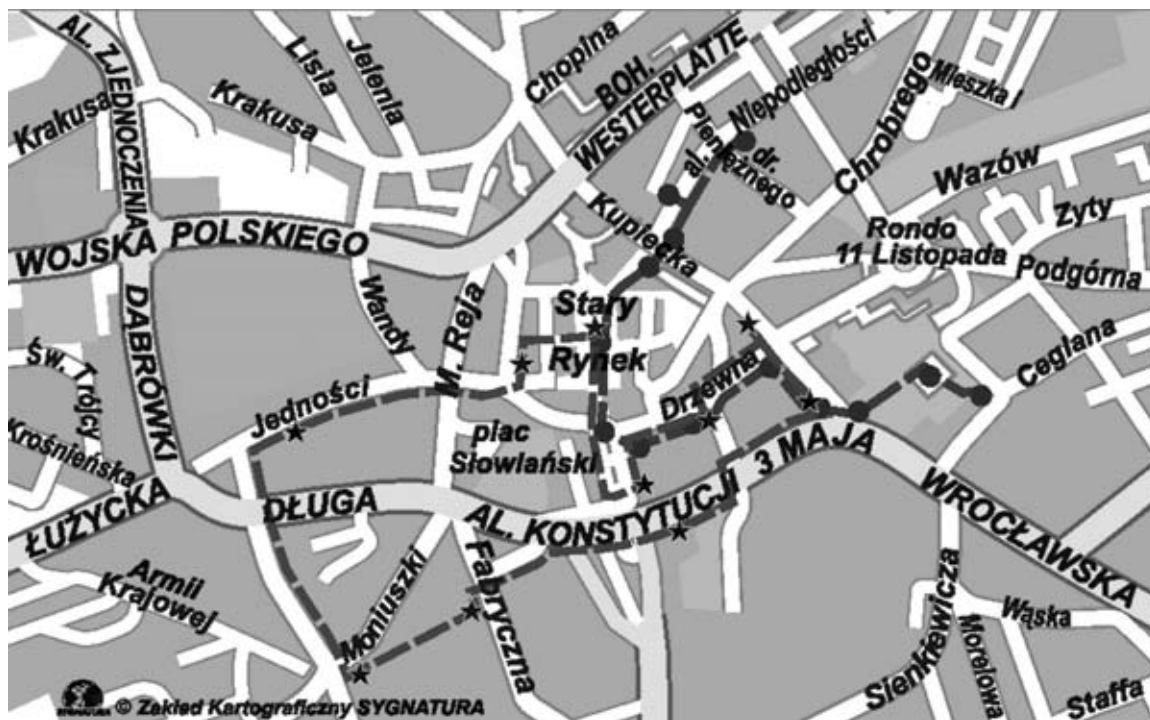 AL. ZJEDNOCZENIA
Krakusa
Lisia
Jelenia
Krakusa
Chopina
BOH.
WESTERPLATTE
al. Niepodległości
dr.
Pieniężnego
Chrobrego
Mieszka I
Wazów
Zyty
Rondo
11 Listopada
Podgórna
WOJSKA POLSKIEGO
Kupiecka
Wandy
M. Reja
Stary
Rynek
DĄBRÓWKI
Św. Trójcy
Jedności
Drzewna
Ceglana
plac
Słowiański
Krośnieńska
ŁUŻYCKA
DŁUGA
AL. KONSTYTUCJI 3 MAJA
WROCŁAWSKA
Armii
Krajowej
Moniuszki
Fabryczna
Sienkiewicza
Wąska
Morelowa
Staffa
SYGNATURA
© Zakład Kartograficzny SYGNATURA